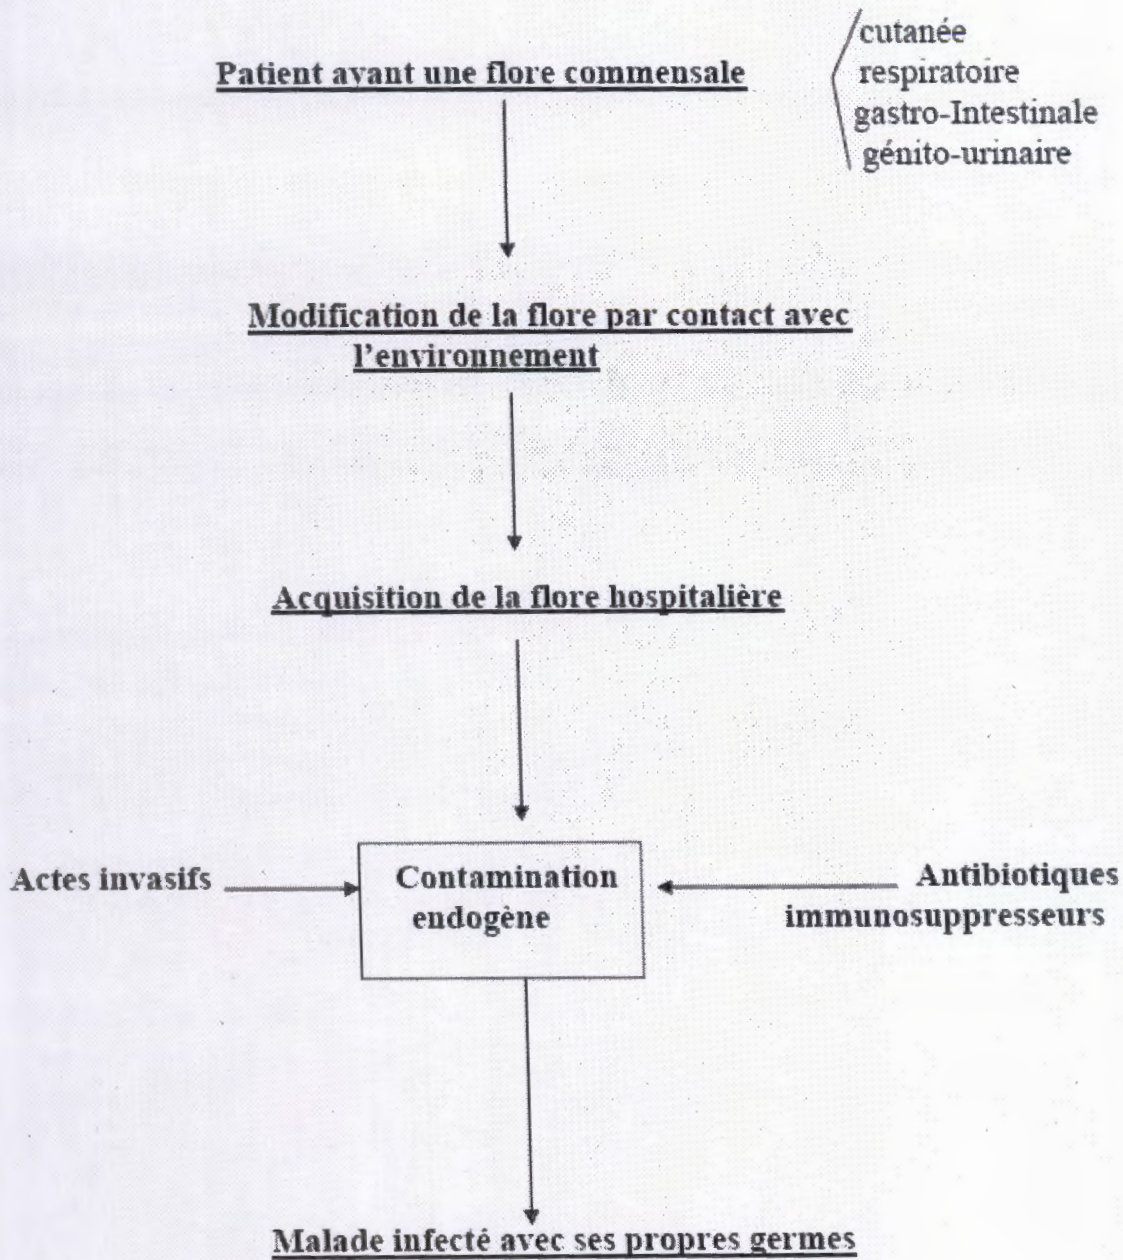 Patient ayant une flore commensale
cutanée
respiratoire
gastro-Intestinale
génito-urinaire
Modification de la flore par contact avec
l'environnement
Acquisition de la flore hospitalière
Actes invasifs
Contamination
endogène
Antibiotiques
immunosuppresseurs
Malade infecté avec ses propres germes